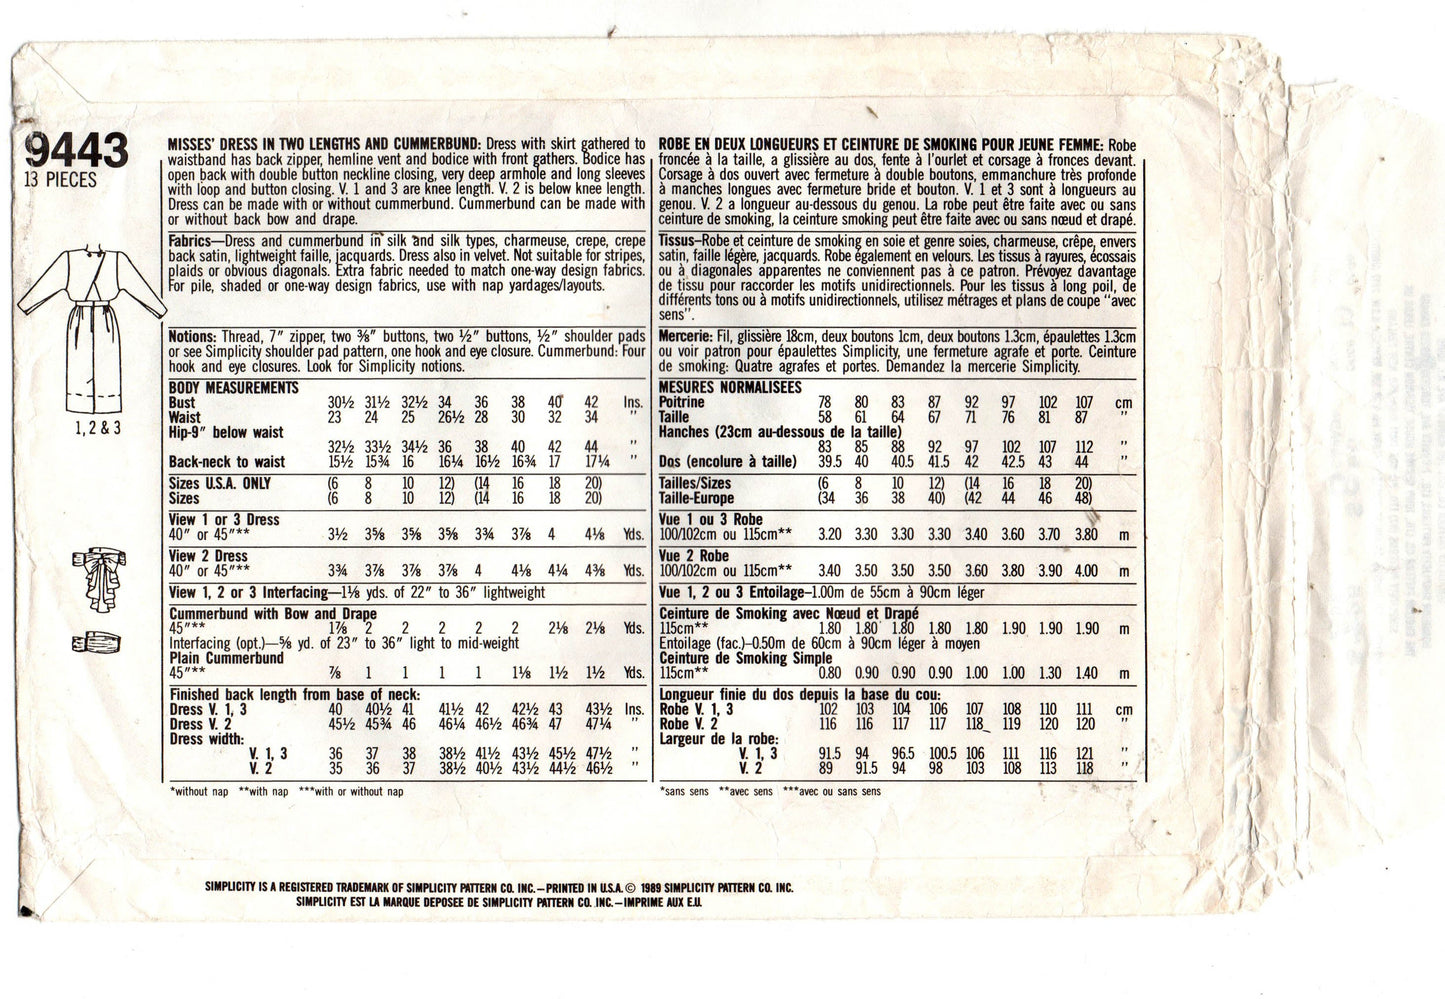 9443
13 PIECES
1, 2 & 3
MISSES' DRESS IN TWO LENGTHS AND CUMMERBUND: Dress with skirt gathered to
waistband has back zipper, hemline vent and bodice with front gathers. Bodice has
open back with double button neckline closing, very deep armhole and long sleeves
with loop and button closing. V. 1 and 3 are knee length. V. 2 is below knee length.
Dress can be made with or without cummerbund. Cummerbund can be made with
or without back bow and drape.
Fabrics—Dress and cummerbund in silk and silk types, charmeuse, crepe, crepe
back satin, lightweight faille, jacquards. Dress also in velvet. Not suitable for stripes,
plaids or obvious diagonals. Extra fabric needed to match one-way design fabrics.
For pile, shaded or one-way design fabrics, use with nap yardages/layouts.
Notions: Thread, 7" zipper, two ⅜" buttons, two ½" buttons, ½" shoulder pads
or see Simplicity shoulder pad pattern, one hook and eye closure. Cummerbund: Four
hook and eye closures. Look for Simplicity notions.
BODY MEASUREMENTS
Bust 30½ 31½ 32½ 34 36 38 40 42 Ins.
Waist 23 24 25 26½ 28 30 32 34 "
Hip-9" below waist
32½ 33½ 34½ 36 38 40 42 44 "
Back-neck to waist 15½ 15¾ 16 16¼ 16½ 16¾ 17 17¼ "
Sizes U.S.A. ONLY (6 8 10 12) (14 16 18 20)
Sizes (6 8 10 12) (14 16 18 20)
View 1 or 3 Dress
40" or 45"** 3½ 3⅝ 3⅝ 3⅝ 3¾ 3⅞ 4 4⅛ Yds.
View 2 Dress
40" or 45"** 3¾ 3⅞ 3⅞ 3⅞ 4 4⅛ 4¼ 4⅜ Yds.
View 1, 2 or 3 Interfacing—1⅛ yds. of 22" to 36" lightweight
Cummerbund with Bow and Drape
45"** 1⅞ 2 2 2 2 2 2⅛ 2⅛ Yds.
Interfacing (opt.)—⅝ yd. of 23" to 36" light to mid-weight
Plain Cummerbund
45"** ⅞ 1 1 1 1 1⅛ 1½ 1½ Yds.
Finished back length from base of neck:
Dress V. 1, 3 40 40½ 41 41½ 42 42½ 43 43½ Ins.
Dress V. 2 45½ 45¾ 46 46¼ 46½ 46¾ 47 47¼ "
Dress width:
V. 1, 3 36 37 38 38½ 41½ 43½ 45½ 47½ "
V. 2 35 36 37 38½ 40½ 43½ 44½ 46½ "
*without nap **with nap ***with or without nap
ROBE EN DEUX LONGUEURS ET CEINTURE DE SMOKING POUR JEUNE FEMME: Robe
froncée à la taille, a glissière au dos, fente à l'ourlet et corsage à fronces devant.
Corsage à dos ouvert avec fermeture à double boutons, emmanchure très profonde
à manches longues avec fermeture bride et bouton. V. 1 et 3 sont à longueurs au
genou. V. 2 a longueur au-dessous du genou. La robe peut être faite avec ou sans
ceinture de smoking, la ceinture smoking peut être faite avec ou sans nœud et drapé.
Tissus–Robe et ceinture de smoking en soie et genre soies, charmeuse, crêpe, envers
satin, faille légère, jacquards. Robe également en velours. Les tissus à rayures, écossais
ou à diagonales apparentes ne conviennent pas à ce patron. Prévoyez davantage
de tissu pour raccorder les motifs unidirectionnels. Pour les tissus à long poil, de
différents tons ou à motifs unidirectionnels, utilisez métrages et plans de coupe "avec
sens".
Mercerie: Fil, glissière 18cm, deux boutons 1cm, deux boutons 1.3cm, épaulettes 1.3cm
ou voir patron pour épaulettes Simplicity, une fermeture agrafe et porte. Ceinture
de smoking: Quatre agrafes et portes. Demandez la mercerie Simplicity.
MESURES NORMALISEES
Poitrine 78 80 83 87 92 97 102 107 cm
Taille 58 61 64 67 71 76 81 87 "
Hanches (23cm au-dessous de la taille)
83 85 88 92 97 102 107 112 "
Dos (encolure à taille) 39.5 40 40.5 41.5 42 42.5 43 44 "
Tailles/Sizes (6 8 10 12) (14 16 18 20)
Taille-Europe (34 36 38 40) (42 44 46 48)
Vue 1 ou 3 Robe
100/102cm ou 115cm** 3.20 3.30 3.30 3.30 3.40 3.60 3.70 3.80 m
Vue 2 Robe
100/102cm ou 115cm** 3.40 3.50 3.50 3.50 3.60 3.80 3.90 4.00 m
Vue 1, 2 ou 3 Entoilage–1.00m de 55cm à 90cm léger
Ceinture de Smoking avec Nœud et Drapé
115cm** 1.80 1.80 1.80 1.80 1.80 1.90 1.90 1.90 m
Entoilage (fac.)–0.50m de 60cm à 90cm léger à moyen
Ceinture de Smoking Simple
115cm** 0.80 0.90 0.90 0.90 1.00 1.00 1.30 1.40 m
Longueur finie du dos depuis la base du cou:
Robe V. 1, 3 102 103 104 106 107 108 110 111 cm
Robe V. 2 116 116 117 117 118 119 120 120 "
Largeur de la robe:
V. 1, 3 91.5 94 96.5 100.5 106 111 116 121 "
V. 2 89 91.5 94 98 103 108 113 118 "
*sans sens **avec sens ***avec ou sans sens
SIMPLICITY IS A REGISTERED TRADEMARK OF SIMPLICITY PATTERN CO. INC.—PRINTED IN U.S.A. © 1989 SIMPLICITY PATTERN CO. INC.
SIMPLICITY EST LA MARQUE DEPOSEE DE SIMPLICITY PATTERN CO. INC.—IMPRIME AUX E.U.